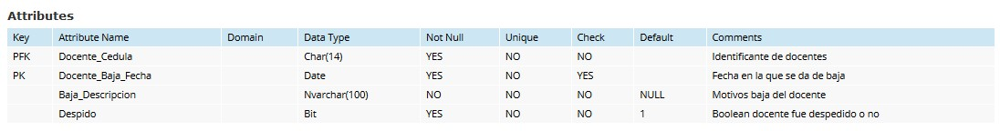 Attributes
Key Attribute Name Domain Data Type Not Null Unique Check Default Comments
PFK Docente_Cedula Char(14) YES NO NO Identificante de docentes
PK Docente_Baja_Fecha Date YES NO YES Fecha en la que se da de baja
Baja_Descripcion Nvarchar(100) NO NO NO NULL Motivos baja del docente
Despido Bit YES NO NO 1 Boolean docente fue despedido o no